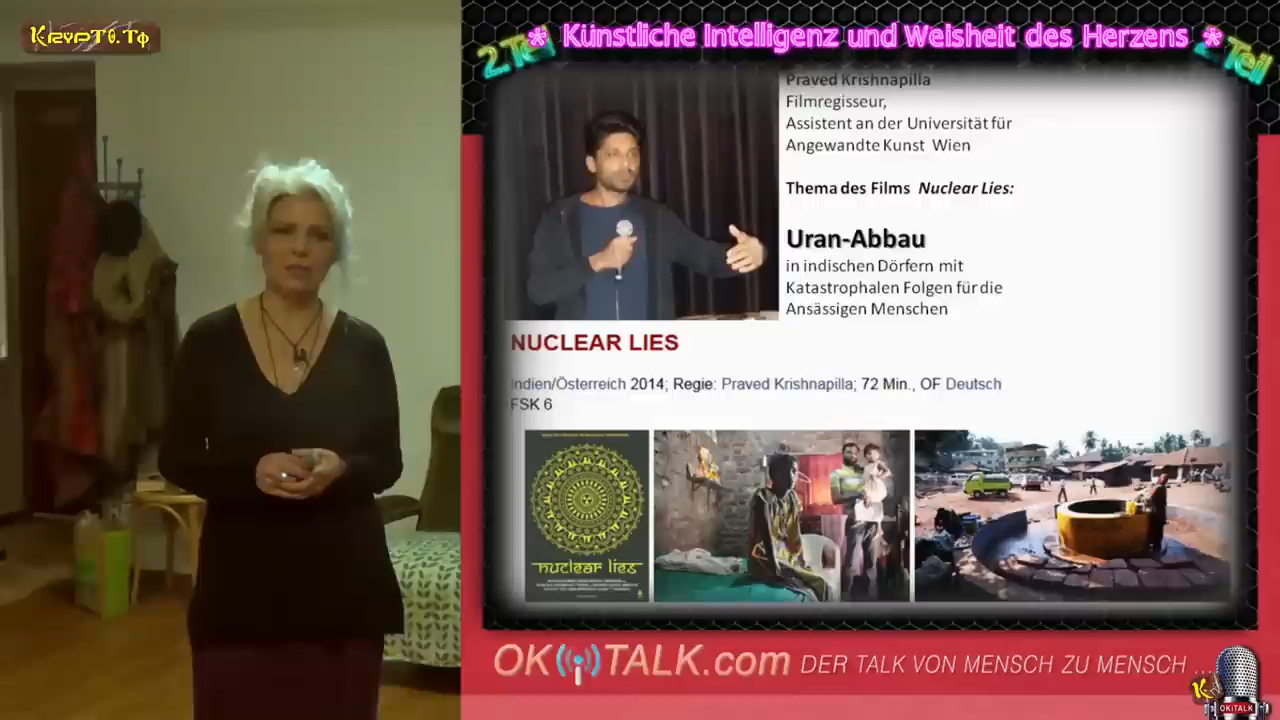 KrypT0.Tφ
2.Teil * Künstliche Intelligenz und Weisheit des Herzens * 2.Teil
Praved Krishnapilla
Filmregisseur,
Assistent an der Universität für
Angewandte Kunst Wien
Thema des Films Nuclear Lies:
Uran-Abbau
in indischen Dörfern mit
Katastrophalen Folgen für die
Ansässigen Menschen
NUCLEAR LIES
Indien/Österreich 2014; Regie: Praved Krishnapilla; 72 Min., OF Deutsch
FSK 6
nuclear lies
OK TALK.com DER TALK VON MENSCH ZU MENSCH ...
OKiTALK